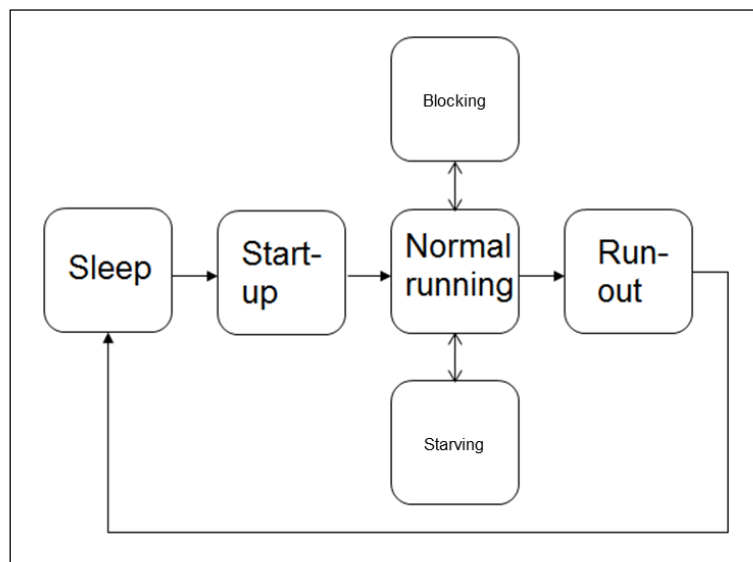 Blocking
Sleep
Start-
up
Normal
running
Run-
out
Starving